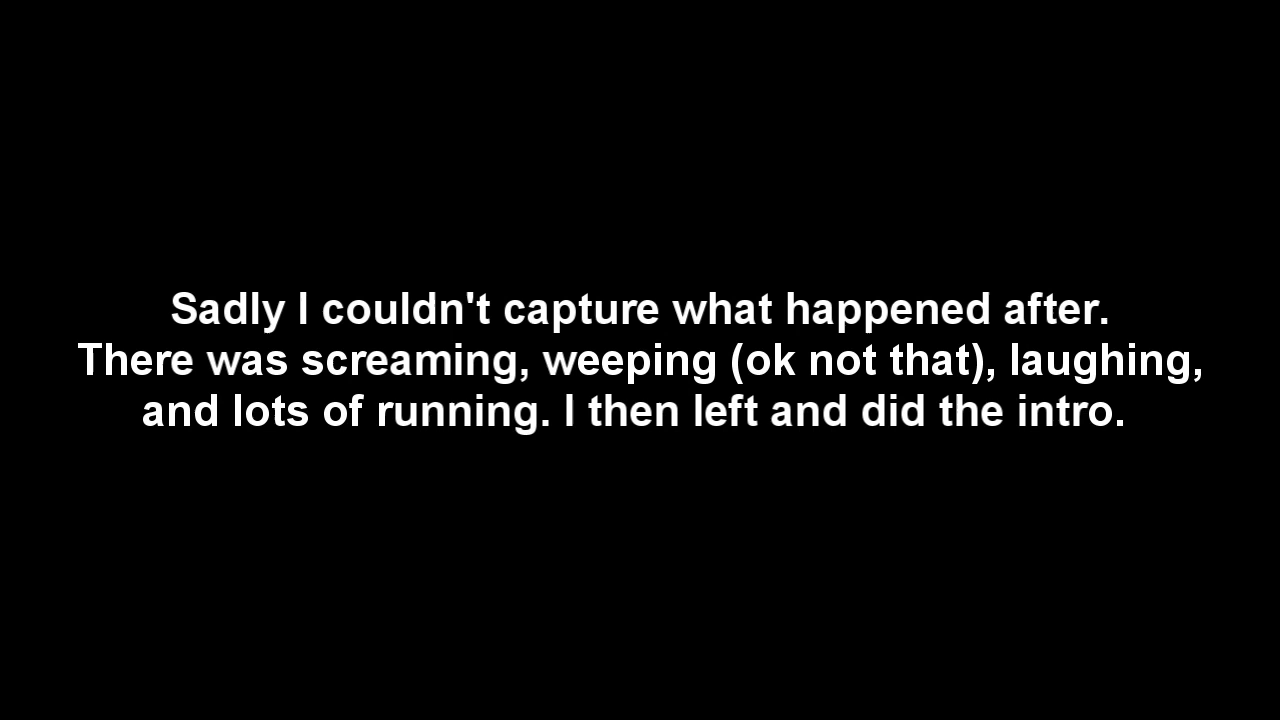 Sadly I couldn't capture what happened after.
There was screaming, weeping (ok not that), laughing,
and lots of running. I then left and did the intro.